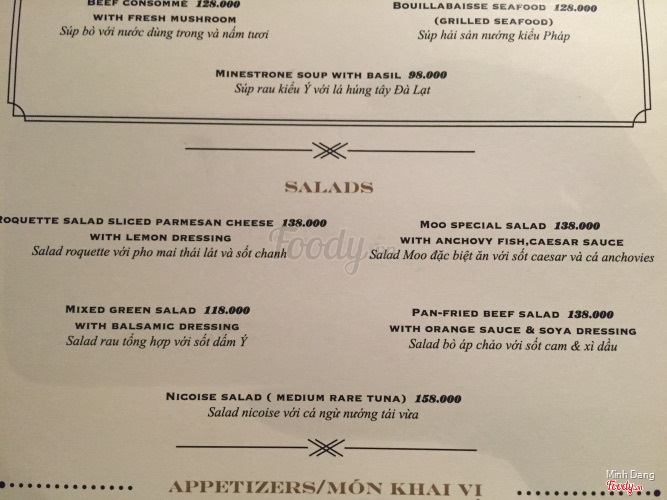 BEEF CONSOMMÉ 128.000
WITH FRESH MUSHROOM
Súp bò với nước dùng trong và nấm tươi
BOUILLABAISSE SEAFOOD 128.000
(GRILLED SEAFOOD)
Súp hải sản nướng kiểu Pháp
MINESTRONE SOUP WITH BASIL 98.000
Súp rau kiểu Ý với lá húng tây Đà Lạt
SALADS
ROQUETTE SALAD SLICED PARMESAN CHEESE 138.000
WITH LEMON DRESSING
Salad roquette với pho mai thái lát và sốt chanh
MOO SPECIAL SALAD 138.000
WITH ANCHOVY FISH,CAESAR SAUCE
Salad Moo đặc biệt ăn với sốt caesar và cá anchovies
Foody.vn
MIXED GREEN SALAD 118.000
WITH BALSAMIC DRESSING
Salad rau tổng hợp với sốt dấm Ý
PAN-FRIED BEEF SALAD 138.000
WITH ORANGE SAUCE & SOYA DRESSING
Salad bò áp chảo với sốt cam & xì dầu
NICOISE SALAD ( MEDIUM RARE TUNA) 158.000
Salad nicoise với cá ngừ nướng tái vừa
APPETIZERS/MÓN KHAI VỊ
Minh Dang
Foody.vn